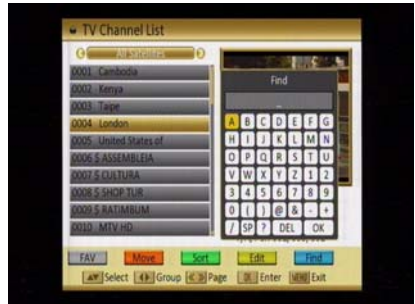 TV Channel List
All Satellites
0001 Cambodia
0002 Kenya
0003 Taipe
0004 London
0005 United States of
0006 $ ASSEMBLEIA
0007 $ CULTURA
0008 $ SHOP TUR
0009 $ RATIMBUM
0010 MTV HD
Find
A B C D E F G
H I J K L M N
O P Q R S T U
V W X Y Z 1 2
3 4 5 6 7 8 9
0 ( ) @ & - +
/ SP ? DEL OK
FAV Move Sort Edit Find
Select Group Page OK Enter MENU Exit